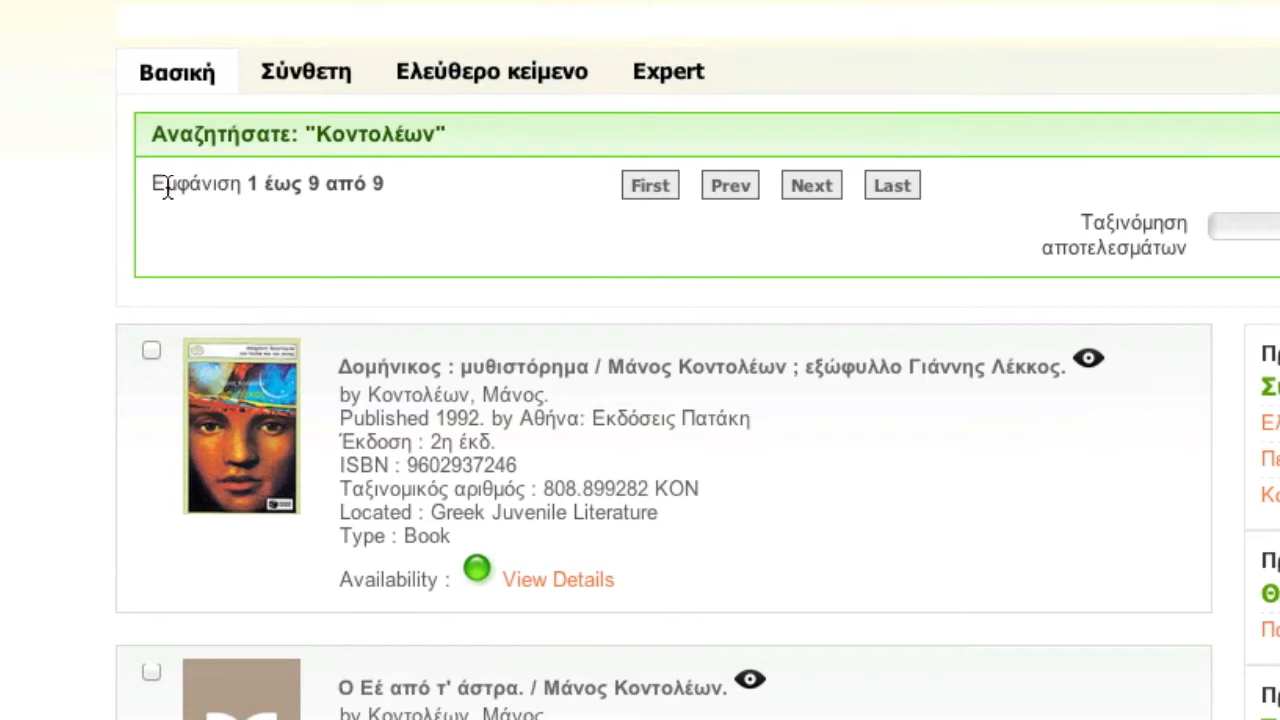 Βασική Σύνθετη Ελεύθερο κείμενο Expert
Αναζητήσατε: "Κοντολέων"
Εμφάνιση 1 έως 9 από 9
First Prev Next Last
Ταξινόμηση
αποτελεσμάτων
Δομήνικος : μυθιστόρημα / Μάνος Κοντολέων ; εξώφυλλο Γιάννης Λέκκος.
by Κοντολέων, Μάνος.
Published 1992. by Αθήνα: Εκδόσεις Πατάκη
Έκδοση : 2η έκδ.
ISBN : 9602937246
Ταξινομικός αριθμός : 808.899282 ΚΟΝ
Located : Greek Juvenile Literature
Type : Book
Availability : View Details
Ο Εέ από τ' άστρα. / Μάνος Κοντολέων.
by Κοντολέων, Μάνος